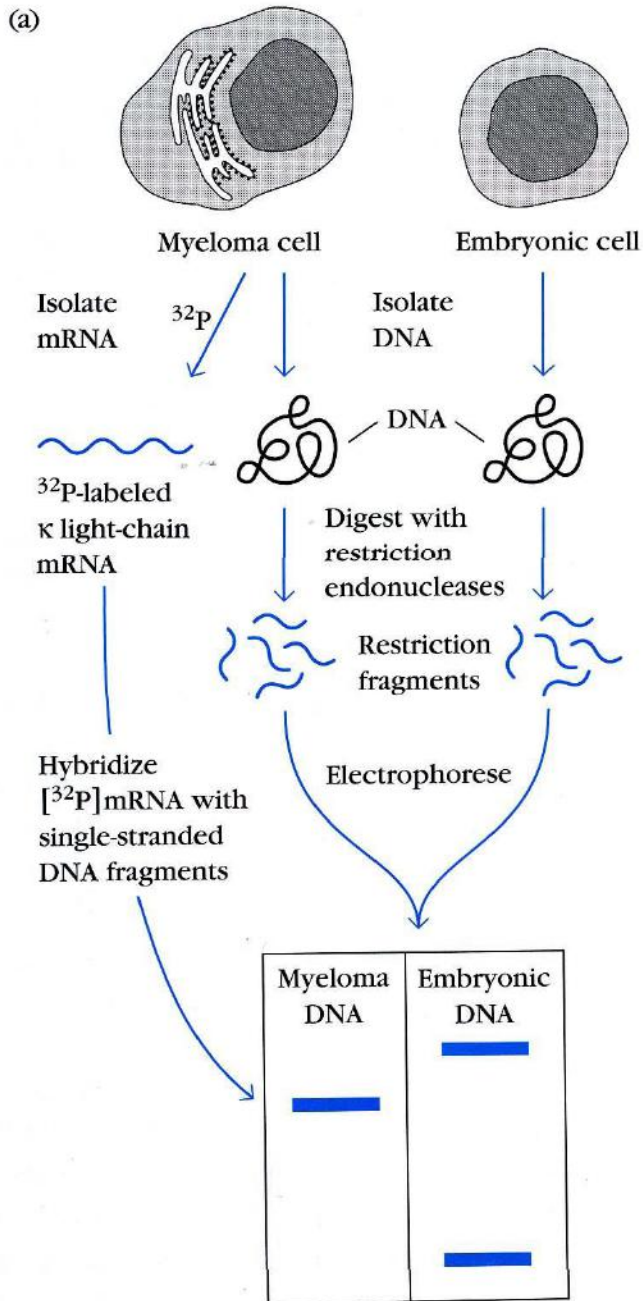 (a)
Myeloma cell
Embryonic cell
Isolate
mRNA
³²P
Isolate
DNA
DNA
³²P-labeled
κ light-chain
mRNA
Digest with
restriction
endonucleases
Restriction
fragments
Hybridize
[³²P]mRNA with
single-stranded
DNA fragments
Electrophorese
Myeloma
DNA
Embryonic
DNA